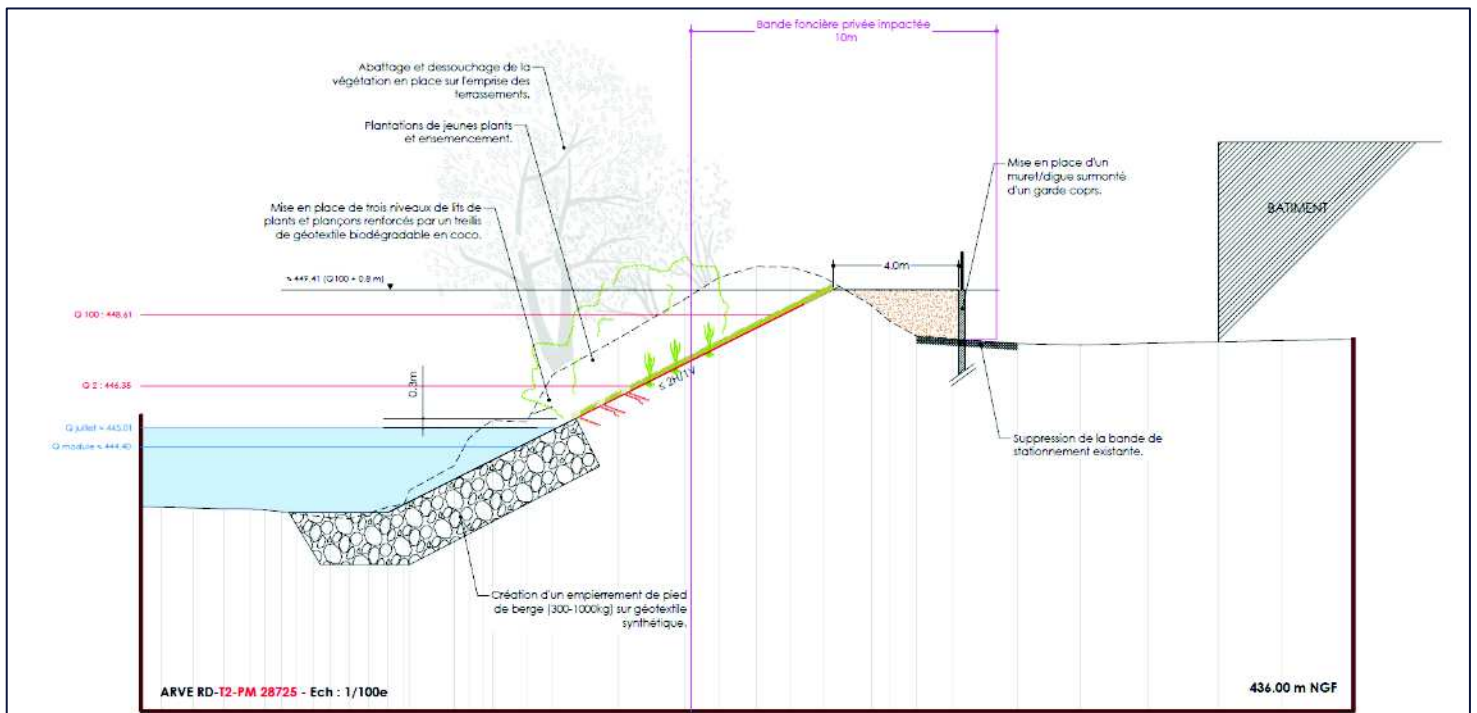 Bande foncière privée impactée
10m
Abattage et dessouchage de la
végétation en place sur l'emprise des
terrassements.
Plantations de jeunes plants
et ensemencement.
Mise en place d'un
muret/digue surmonté
d'un garde coprs.
Mise en place de trois niveaux de lits de
plants et plançons renforcés par un treillis
de géotextile biodégradable en coco.
BATIMENT
4.0m
≈ 449.41 (Q100 + 0.8 m)
Q 100 : 448.61
Q 2 : 446.35
≤ 2H/1V
0.3m
Q juillet ≈ 445.01
Q module ≈ 444.40
Suppression de la bande de
stationnement existante.
Création d'un empierrement de pied
de berge (300-1000kg) sur géotextile
synthétique.
ARVE RD-T2-PM 28725 - Ech : 1/100e
436.00 m NGF